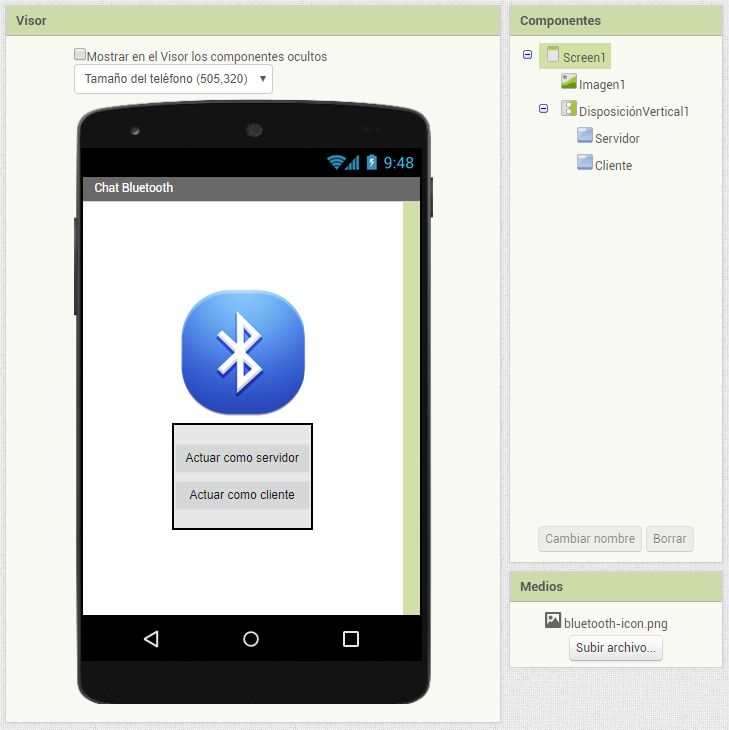 Visor
Mostrar en el Visor los componentes ocultos
Tamaño del teléfono (505,320)
9:48
Chat Bluetooth
Actuar como servidor
Actuar como cliente
Componentes
Screen1
Imagen1
DisposiciónVertical1
Servidor
Cliente
Cambiar nombre
Borrar
Medios
bluetooth-icon.png
Subir archivo...